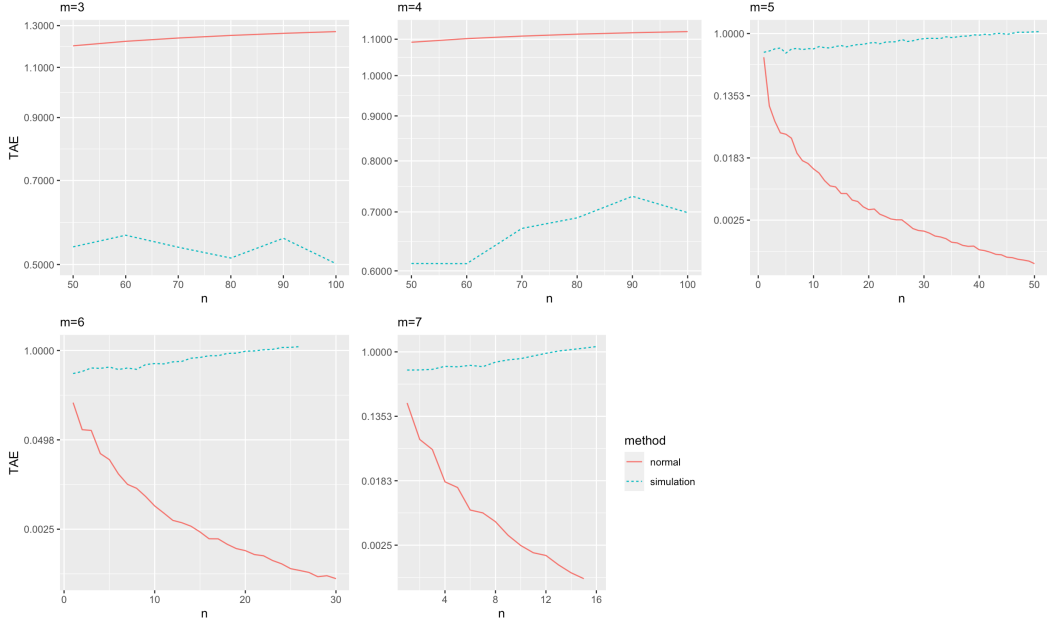 m=3
1.3000
1.1000
0.9000
0.7000
0.5000
TAE
50 60 70 80 90 100
n
m=4
1.1000
1.0000
0.9000
0.8000
0.7000
0.6000
50 60 70 80 90 100
n
m=5
1.0000
0.1353
0.0183
0.0025
0 10 20 30 40 50
n
m=6
1.0000
0.0498
0.0025
TAE
0 10 20 30
n
m=7
1.0000
0.1353
0.0183
0.0025
4 8 12 16
n
method
normal
simulation